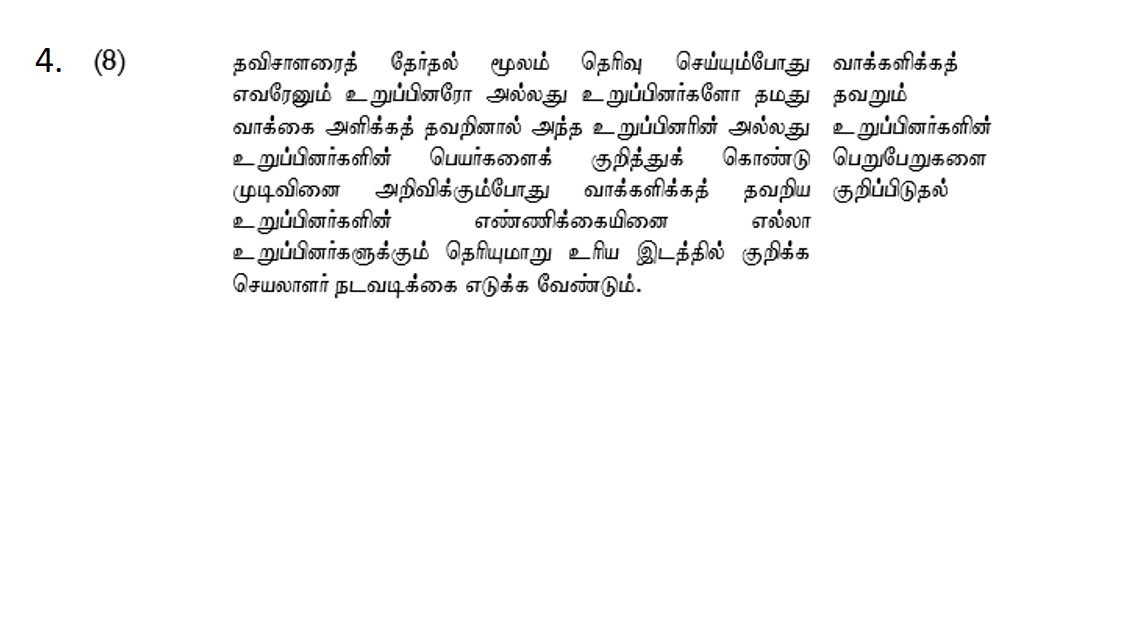 4. (8) தவிசாளரைத் தேர்தல் மூலம் தெரிவு செய்யும்போது
எவரேனும் உறுப்பினரோ அல்லது உறுப்பினர்களோ தமது
வாக்கை அளிக்கத் தவறினால் அந்த உறுப்பினரின் அல்லது
உறுப்பினர்களின் பெயர்களைக் குறித்துக் கொண்டு
முடிவினை அறிவிக்கும்போது வாக்களிக்கத் தவறிய
உறுப்பினர்களின் எண்ணிக்கையினை எல்லா
உறுப்பினர்களுக்கும் தெரியுமாறு உரிய இடத்தில் குறிக்க
செயலாளர் நடவடிக்கை எடுக்க வேண்டும்.
வாக்களிக்கத்
தவறும்
உறுப்பினர்களின்
பெறுபேறுகளை
குறிப்பிடுதல்